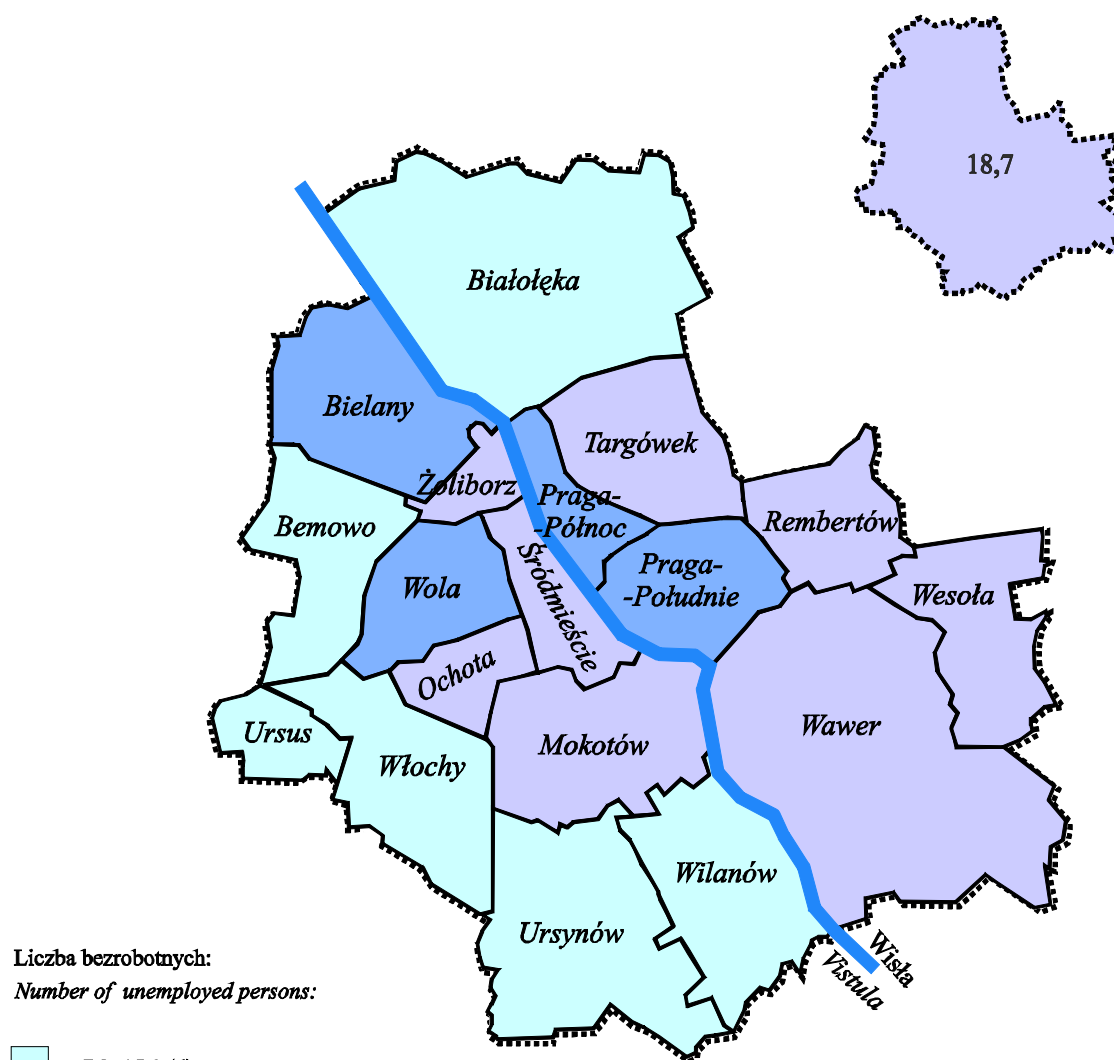 18,7
Białołęka
Bielany
Targówek
Żoliborz
Praga-
-Północ
Bemowo
Rembertów
Śródmieście
Wola
Praga-
-Południe
Wesoła
Ochota
Ursus
Włochy
Mokotów
Wawer
Wilanów
Ursynów
Wisła
Vistula
Liczba bezrobotnych:
Number of unemployed persons: